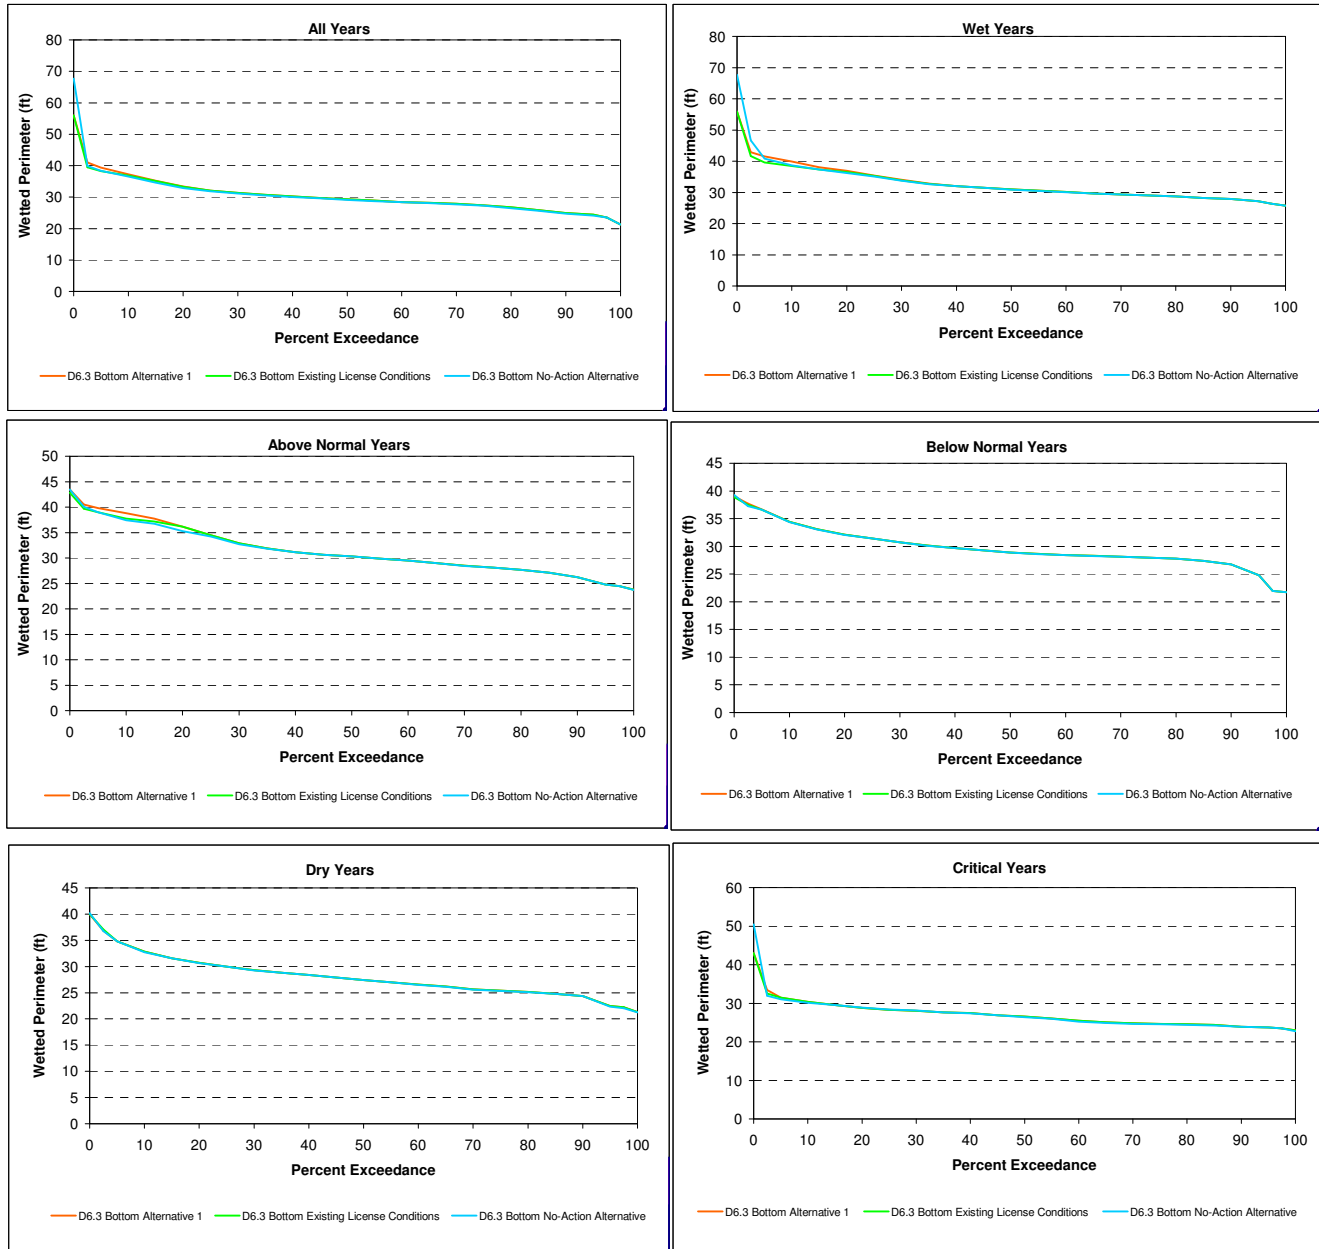 All Years
Wetted Perimeter (ft)
80
70
60
50
40
30
20
10
0
0 10 20 30 40 50 60 70 80 90 100
Percent Exceedance
D6.3 Bottom Alternative 1 D6.3 Bottom Existing License Conditions D6.3 Bottom No-Action Alternative
Wet Years
Wetted Perimeter (ft)
80
70
60
50
40
30
20
10
0
0 10 20 30 40 50 60 70 80 90 100
Percent Exceedance
D6.3 Bottom Alternative 1 D6.3 Bottom Existing License Conditions D6.3 Bottom No-Action Alternative
Above Normal Years
Wetted Perimeter (ft)
50
45
40
35
30
25
20
15
10
5
0
0 10 20 30 40 50 60 70 80 90 100
Percent Exceedance
D6.3 Bottom Alternative 1 D6.3 Bottom Existing License Conditions D6.3 Bottom No-Action Alternative
Below Normal Years
Wetted Perimeter (ft)
45
40
35
30
25
20
15
10
5
0
0 10 20 30 40 50 60 70 80 90 100
Percent Exceedance
D6.3 Bottom Alternative 1 D6.3 Bottom Existing License Conditions D6.3 Bottom No-Action Alternative
Dry Years
Wetted Perimeter (ft)
45
40
35
30
25
20
15
10
5
0
0 10 20 30 40 50 60 70 80 90 100
Percent Exceedance
D6.3 Bottom Alternative 1 D6.3 Bottom Existing License Conditions D6.3 Bottom No-Action Alternative
Critical Years
Wetted Perimeter (ft)
60
50
40
30
20
10
0
0 10 20 30 40 50 60 70 80 90 100
Percent Exceedance
D6.3 Bottom Alternative 1 D6.3 Bottom Existing License Conditions D6.3 Bottom No-Action Alternative